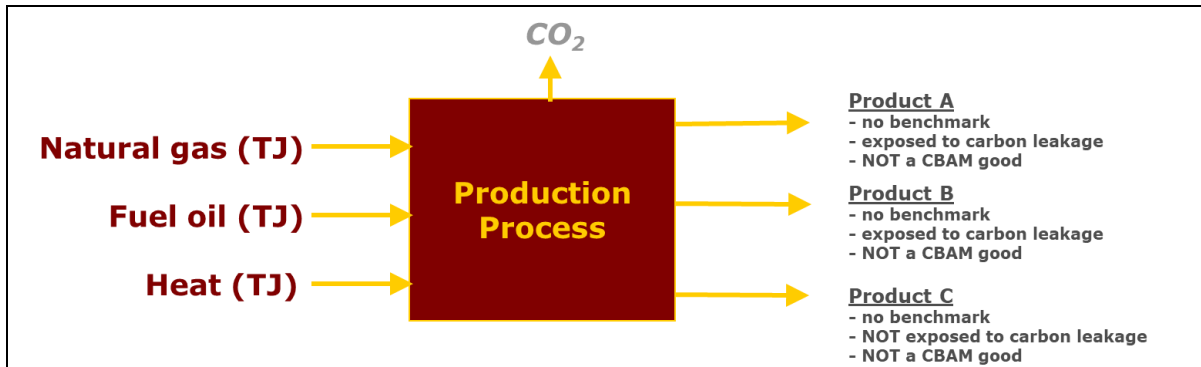 CO2
Natural gas (TJ)
Fuel oil (TJ)
Heat (TJ)
Production
Process
Product A
- no benchmark
- exposed to carbon leakage
- NOT a CBAM good
Product B
- no benchmark
- exposed to carbon leakage
- NOT a CBAM good
Product C
- no benchmark
- NOT exposed to carbon leakage
- NOT a CBAM good